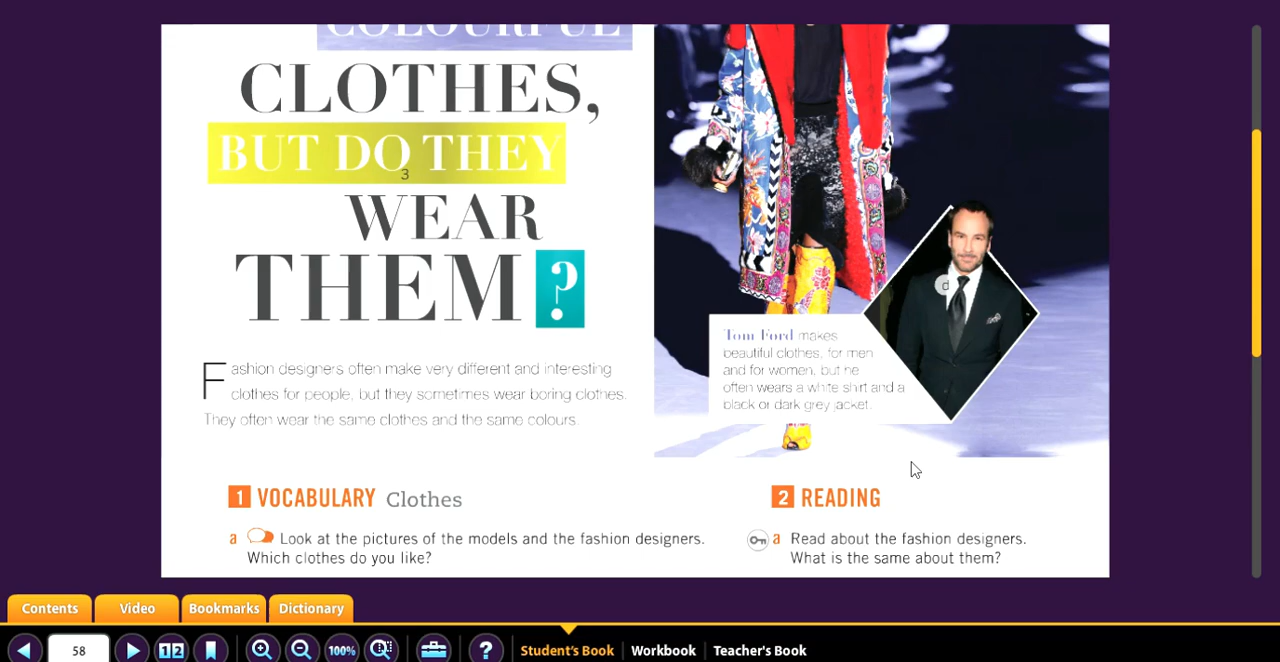 COLOURFUL
CLOTHES,
BUT DO THEY
3
WEAR
THEM?
Fashion designers often make very different and interesting
clothes for people, but they sometimes wear boring clothes.
They often wear the same clothes and the same colours.
d
Tom Ford makes
beautiful clothes, for men
and for women, but he
often wears a white shirt and a
black or dark grey jacket.
1 VOCABULARY Clothes
a Look at the pictures of the models and the fashion designers.
Which clothes do you like?
2 READING
a Read about the fashion designers.
What is the same about them?
Contents Video Bookmarks Dictionary
58 12 100% ? Student's Book Workbook Teacher's Book